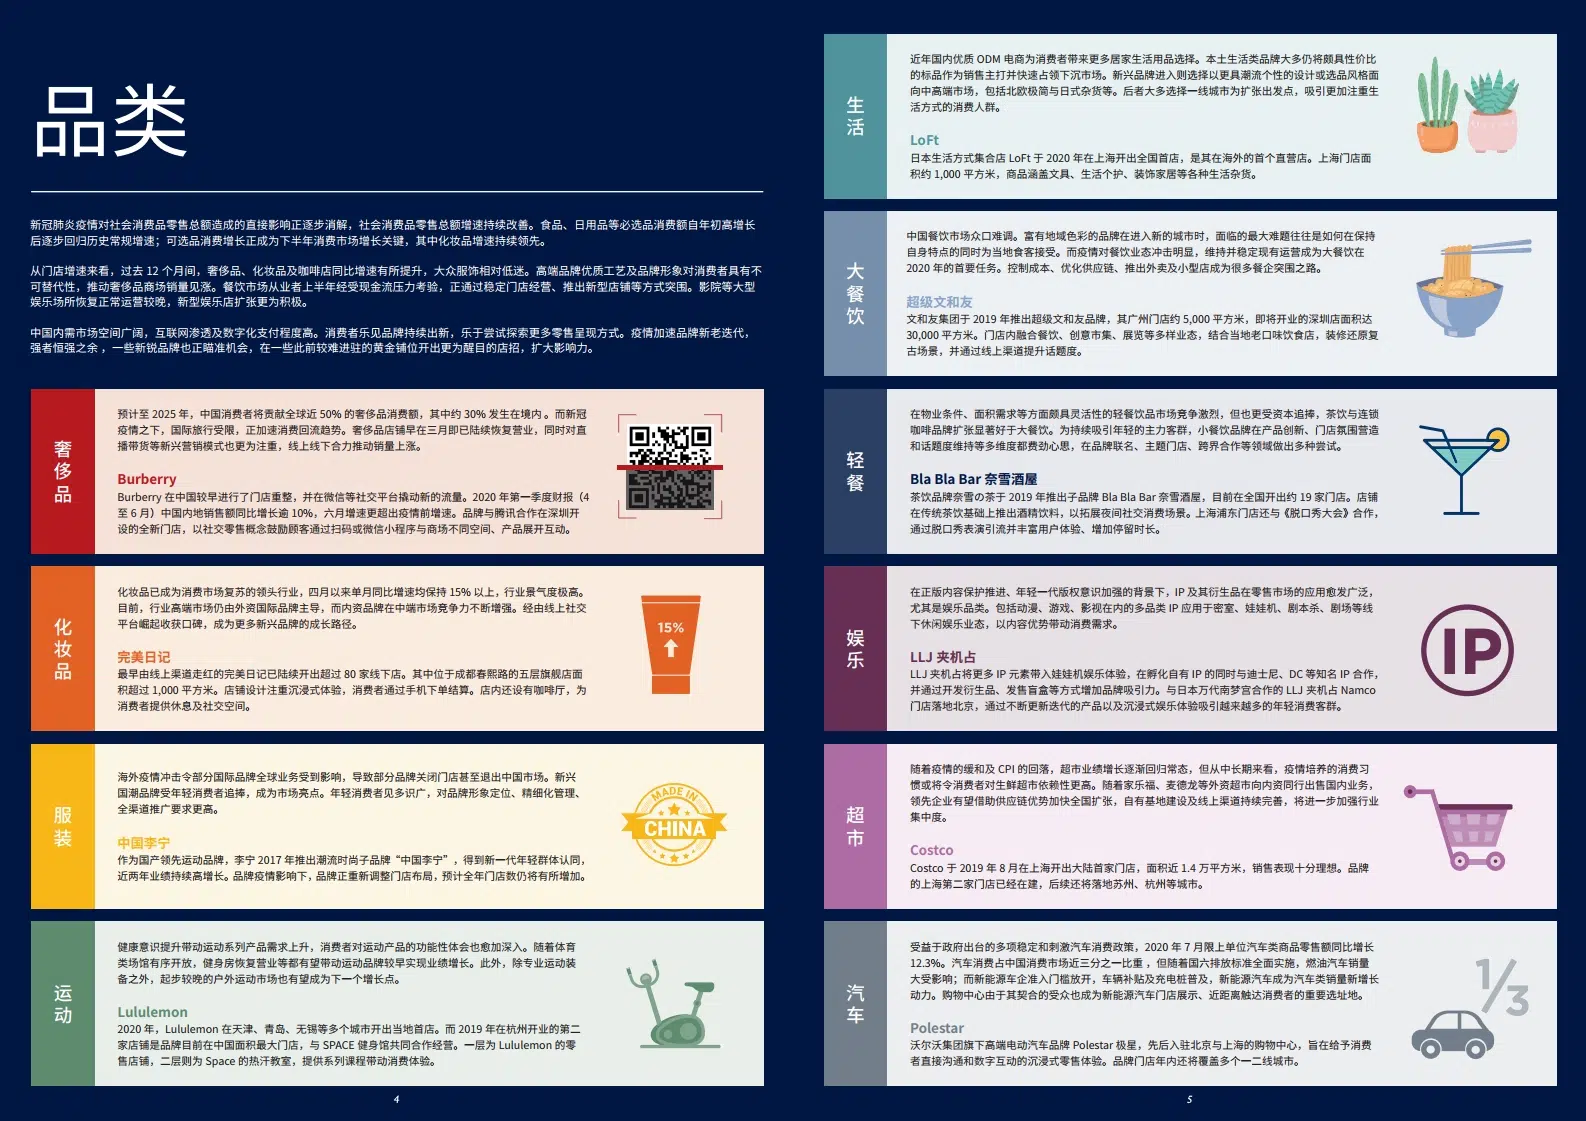 品类
新冠肺炎疫情对社会消费品零售总额造成的直接影响正逐步消解，社会消费品零售总额增速持续改善。食品、日用品等必选品消费额自年初高增长
后逐步回归历史常规增速；可选品消费增长正成为下半年消费市场增长关键，其中化妆品增速持续领先。
从门店增速来看，过去 12 个月间，奢侈品、化妆品及咖啡店同比增速有所提升，大众服饰相对低迷。高端品牌优质工艺及品牌形象对消费者具有不
可替代性，推动奢侈品商场销量见涨。餐饮市场从业者上半年经受现金流压力考验，正通过稳定门店经营、推出新型店铺等方式突围。影院等大型
娱乐场所恢复正常运营较晚，新型娱乐店扩张更为积极。
中国内需市场空间广阔，互联网渗透及数字化支付程度高。消费者乐见品牌持续出新，乐于尝试探索更多零售呈现方式。疫情加速品牌新老迭代，
强者恒强之余 ，一些新锐品牌也正瞄准机会，在一些此前较难进驻的黄金铺位开出更为醒目的店招，扩大影响力。
奢侈品
预计至 2025 年，中国消费者将贡献全球近 50% 的奢侈品消费额，其中约 30% 发生在境内 。而新冠
疫情之下，国际旅行受限，正加速消费回流趋势。奢侈品店铺早在三月即已陆续恢复营业，同时对直
播带货等新兴营销模式也更为注重，线上线下合力推动销量上涨。
Burberry
Burberry 在中国较早进行了门店重整，并在微信等社交平台撬动新的流量。2020 年第一季度财报（4
至 6 月）中国内地销售额同比增长逾 10%，六月增速更超出疫情前增速。品牌与腾讯合作在深圳开
设的全新门店，以社交零售概念鼓励顾客通过扫码或微信小程序与商场不同空间、产品展开互动。
化妆品
化妆品已成为消费市场复苏的领头行业，四月以来单月同比增速均保持 15% 以上，行业景气度极高。
目前，行业高端市场仍由外资国际品牌主导，而内资品牌在中端市场竞争力不断增强。经由线上社交
平台崛起收获口碑，成为更多新兴品牌的成长路径。
完美日记
最早由线上渠道走红的完美日记已陆续开出超过 80 家线下店。其中位于成都春熙路的五层旗舰店面
积超过 1,000 平方米。店铺设计注重沉浸式体验，消费者通过手机下单结算。店内还设有咖啡厅，为
消费者提供休息及社交空间。
15%
服装
海外疫情冲击令部分国际品牌全球业务受到影响，导致部分品牌关闭门店甚至退出中国市场。新兴
国潮品牌受年轻消费者追捧，成为市场亮点。年轻消费者见多识广，对品牌形象定位、精细化管理、
全渠道推广要求更高。
中国李宁
作为国产领先运动品牌，李宁 2017 年推出潮流时尚子品牌“中国李宁”，得到新一代年轻群体认同，
近两年业绩持续高增长。品牌疫情影响下，品牌正重新调整门店布局，预计全年门店数仍将有所增加。
MADE IN
CHINA
运动
健康意识提升带动运动系列产品需求上升，消费者对运动产品的功能性体会也愈加深入。随着体育
类场馆有序开放，健身房恢复营业等都有望带动运动品牌较早实现业绩增长。此外，除专业运动装
备之外，起步较晚的户外运动市场也有望成为下一个增长点。
Lululemon
2020 年，Lululemon 在天津、青岛、无锡等多个城市开出当地首店。而 2019 年在杭州开业的第二
家店铺是品牌目前在中国面积最大门店，与 SPACE 健身馆共同合作经营。一层为 Lululemon 的零
售店铺，二层则为 Space 的热汗教室，提供系列课程带动消费体验。
4
生活
近年国内优质 ODM 电商为消费者带来更多居家生活用品选择。本土生活类品牌大多仍将颇具性价比
的标品作为销售主打并快速占领下沉市场。新兴品牌进入则选择以更具潮流个性的设计或选品风格面
向中高端市场，包括北欧极简与日式杂货等。后者大多选择一线城市为扩张出发点，吸引更加注重生
活方式的消费人群。
LoFt
日本生活方式集合店 LoFt 于 2020 年在上海开出全国首店，是其在海外的首个直营店。上海门店面
积约 1,000 平方米，商品涵盖文具、生活个护、装饰家居等各种生活杂货。
大餐饮
中国餐饮市场众口难调。富有地域色彩的品牌在进入新的城市时，面临的最大难题往往是如何在保持
自身特点的同时为当地食客接受。而疫情对餐饮业态冲击明显，维持并稳定现有运营成为大餐饮在
2020 年的首要任务。控制成本、优化供应链、推出外卖及小型店成为很多餐企突围之路。
超级文和友
文和友集团于 2019 年推出超级文和友品牌，其广州门店约 5,000 平方米，即将开业的深圳店面积达
30,000 平方米。门店内融合餐饮、创意市集、展览等多样业态，结合当地老口味饮食店，装修还原复
古场景，并通过线上渠道提升话题度。
轻餐
在物业条件、面积需求等方面颇具灵活性的轻餐饮品市场竞争激烈，但也更受资本追捧，茶饮与连锁
咖啡品牌扩张显著好于大餐饮。为持续吸引年轻的主力客群，小餐饮品牌在产品创新、门店氛围营造
和话题度维持等多维度都费劲心思，在品牌联名、主题门店、跨界合作等领域做出多种尝试。
Bla Bla Bar 奈雪酒屋
茶饮品牌奈雪の茶于 2019 年推出子品牌 Bla Bla Bar 奈雪酒屋，目前在全国开出约 19 家门店。店铺
在传统茶饮基础上推出酒精饮料，以拓展夜间社交消费场景。上海浦东门店还与《脱口秀大会》合作，
通过脱口秀表演引流并丰富用户体验、增加停留时长。
娱乐
在正版内容保护推进、年轻一代版权意识加强的背景下，IP 及其衍生品在零售市场的应用愈发广泛，
尤其是娱乐品类。包括动漫、游戏、影视在内的多品类 IP 应用于密室、娃娃机、剧本杀、剧场等线
下休闲娱乐业态，以内容优势带动消费需求。
LLJ 夹机占
LLJ 夹机占将更多 IP 元素带入娃娃机娱乐体验，在孵化自有 IP 的同时与迪士尼、DC 等知名 IP 合作，
并通过开发衍生品、发售盲盒等方式增加品牌吸引力。与日本万代南梦宫合作的 LLJ 夹机占 Namco
门店落地北京，通过不断更新迭代的产品以及沉浸式娱乐体验吸引越来越多的年轻消费客群。
IP
超市
随着疫情的缓和及 CPI 的回落，超市业绩增长逐渐回归常态，但从中长期来看，疫情培养的消费习
惯或将令消费者对生鲜超市依赖性更高。随着家乐福、麦德龙等外资超市向内资同行出售国内业务，
领先企业有望借助供应链优势加快全国扩张，自有基地建设及线上渠道持续完善，将进一步加强行业
集中度。
Costco
Costco 于 2019 年 8 月在上海开出大陆首家门店，面积近 1.4 万平方米，销售表现十分理想。品牌
的上海第二家门店已经在建，后续还将落地苏州、杭州等城市。
汽车
受益于政府出台的多项稳定和刺激汽车消费政策，2020 年 7 月限上单位汽车类商品零售额同比增长
12.3%。汽车消费占中国消费市场近三分之一比重 ，但随着国六排放标准全面实施，燃油汽车销量
大受影响；而新能源车企准入门槛放开，车辆补贴及充电桩普及，新能源汽车成为汽车类销量新增长
动力。购物中心由于其契合的受众也成为新能源汽车门店展示、近距离触达消费者的重要选址地。
Polestar
沃尔沃集团旗下高端电动汽车品牌 Polestar 极星，先后入驻北京与上海的购物中心，旨在给予消费
者直接沟通和数字互动的沉浸式零售体验。品牌门店年内还将覆盖多个一二线城市。
1/3
5